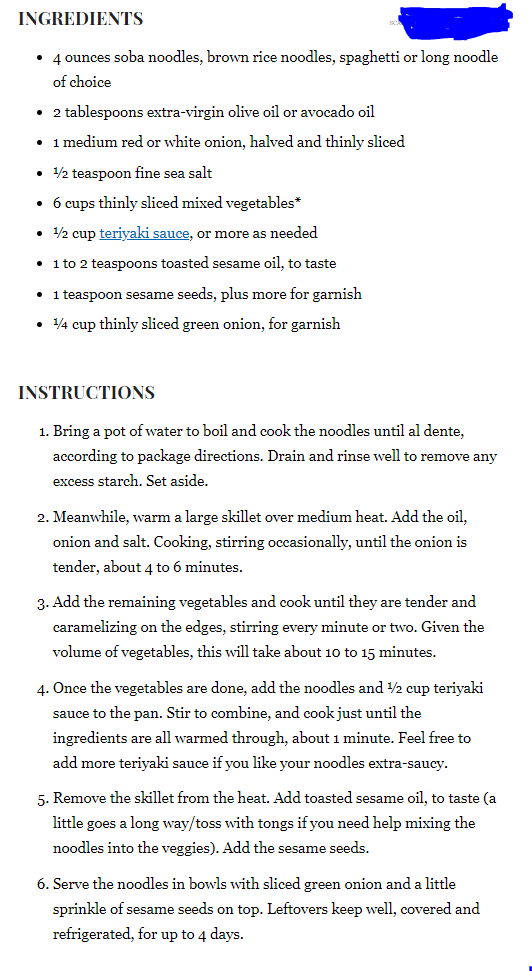 INGREDIENTS
• 4 ounces soba noodles, brown rice noodles, spaghetti or long noodle
of choice
• 2 tablespoons extra-virgin olive oil or avocado oil
• 1 medium red or white onion, halved and thinly sliced
• ½ teaspoon fine sea salt
• 6 cups thinly sliced mixed vegetables*
• ½ cup teriyaki sauce, or more as needed
• 1 to 2 teaspoons toasted sesame oil, to taste
• 1 teaspoon sesame seeds, plus more for garnish
• ¼ cup thinly sliced green onion, for garnish
INSTRUCTIONS
1. Bring a pot of water to boil and cook the noodles until al dente,
according to package directions. Drain and rinse well to remove any
excess starch. Set aside.
2. Meanwhile, warm a large skillet over medium heat. Add the oil,
onion and salt. Cooking, stirring occasionally, until the onion is
tender, about 4 to 6 minutes.
3. Add the remaining vegetables and cook until they are tender and
caramelizing on the edges, stirring every minute or two. Given the
volume of vegetables, this will take about 10 to 15 minutes.
4. Once the vegetables are done, add the noodles and ½ cup teriyaki
sauce to the pan. Stir to combine, and cook just until the
ingredients are all warmed through, about 1 minute. Feel free to
add more teriyaki sauce if you like your noodles extra-saucy.
5. Remove the skillet from the heat. Add toasted sesame oil, to taste (a
little goes a long way/toss with tongs if you need help mixing the
noodles into the veggies). Add the sesame seeds.
6. Serve the noodles in bowls with sliced green onion and a little
sprinkle of sesame seeds on top. Leftovers keep well, covered and
refrigerated, for up to 4 days.